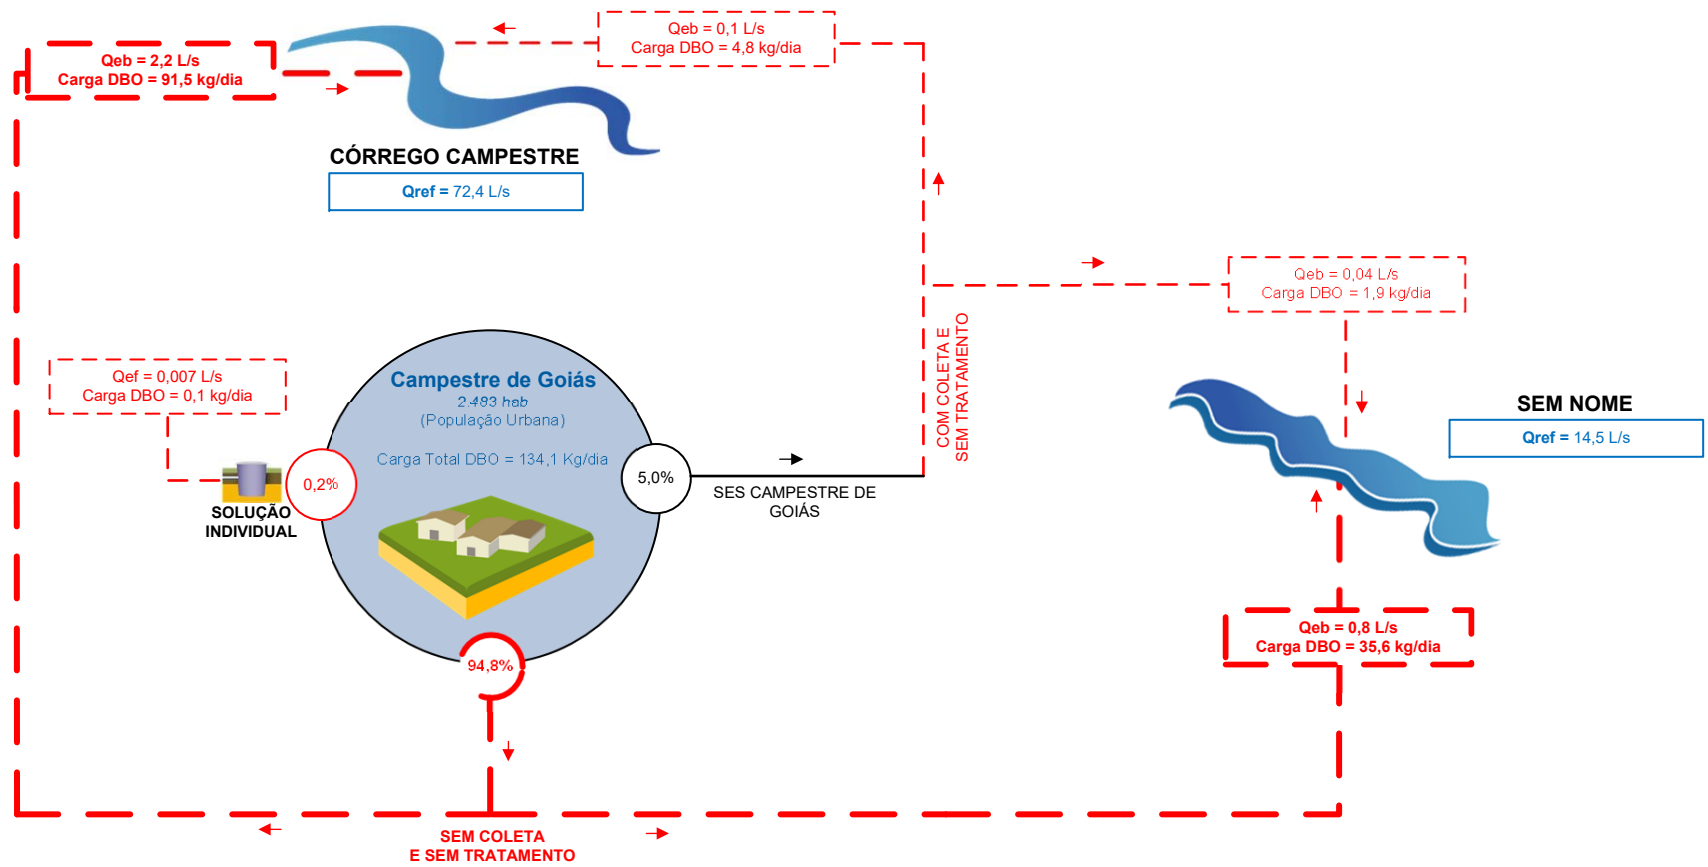 Qeb = 0,1 L/s
Carga DBO = 4,8 kg/dia
Qeb = 2,2 L/s
Carga DBO = 91,5 kg/dia
CÓRREGO CAMPESTRE
Qref = 72,4 L/s
Qeb = 0,04 L/s
Carga DBO = 1,9 kg/dia
COM COLETA E
SEM TRATAMENTO
Qef = 0,007 L/s
Carga DBO = 0,1 kg/dia
Campestre de Goiás
2.483 hab
(População Urbana)
Carga Total DBO = 134,1 Kg/dia
SEM NOME
Qref = 14,5 L/s
0,2%
5,0%
SES CAMPESTRE DE
GOIÁS
SOLUÇÃO
INDIVIDUAL
Qeb = 0,8 L/s
Carga DBO = 35,6 kg/dia
94,8%
SEM COLETA
E SEM TRATAMENTO